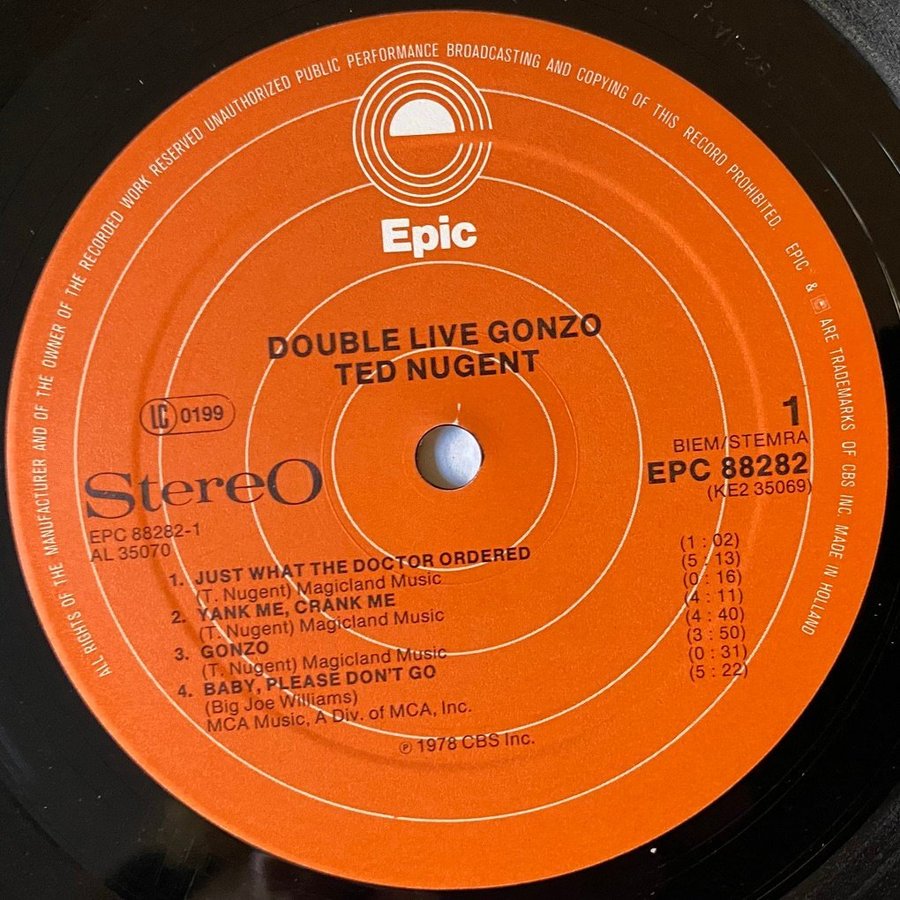 ALL RIGHTS OF THE MANUFACTURER AND OF THE OWNER OF THE RECORDED WORK RESERVED UNAUTHORIZED PUBLIC PERFORMANCE BROADCASTING AND COPYING OF THIS RECORD PROHIBITED. EPIC & ARE TRADEMARKS OF CBS INC. MADE IN HOLLAND
Epic
DOUBLE LIVE GONZO
TED NUGENT
LC 0199
1
BIEM/STEMRA
Stereo
EPC 88282
(KE2 35069)
EPC 88282-1
AL 35070
1. JUST WHAT THE DOCTOR ORDERED (1 : 02)
(T. Nugent) Magicland Music (5 : 13)
2. YANK ME, CRANK ME (0 : 16)
(T. Nugent) Magicland Music (4 : 11)
3. GONZO (4 : 40)
(T. Nugent) Magicland Music (3 : 50)
4. BABY, PLEASE DON'T GO (0 : 31)
(Big Joe Williams) (5 : 22)
MCA Music, A Div. of MCA, Inc.
℗ 1978 CBS Inc.